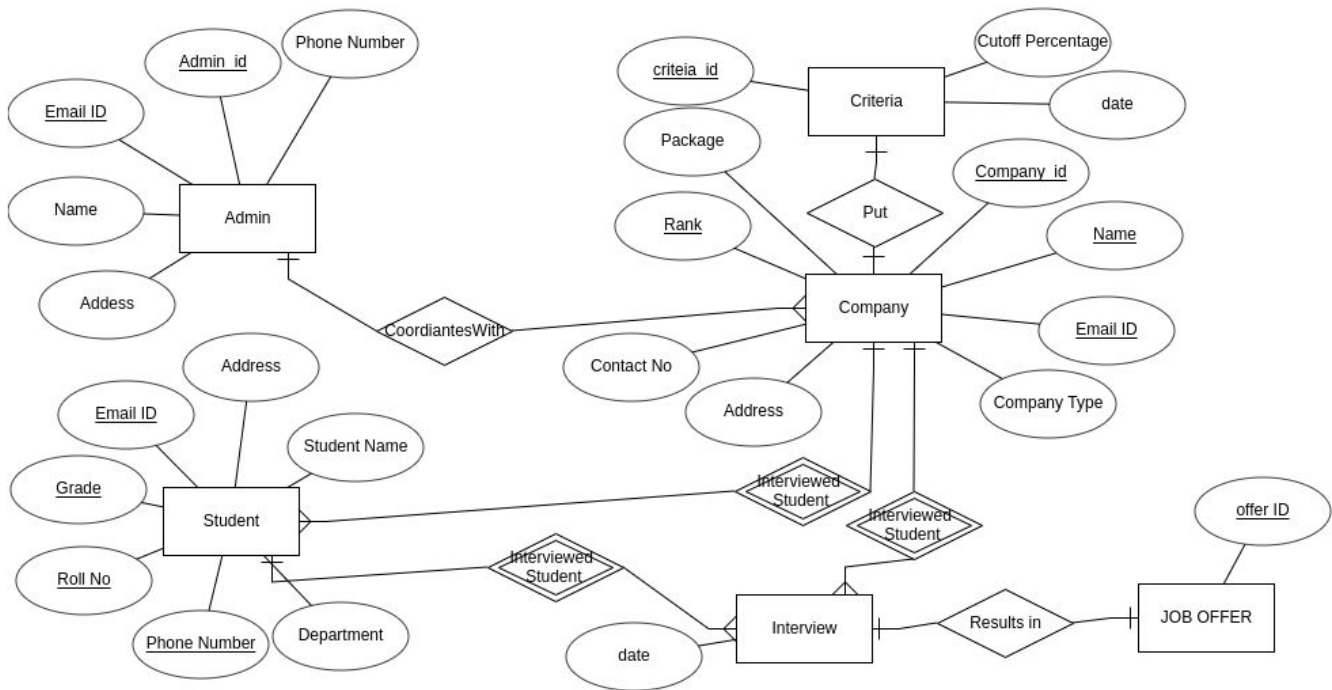 Phone Number
Admin_id
Email ID
Name
Admin
Addess
CoordiantesWith
Cutoff Percentage
criteia_id
Criteria
date
Package
Company_id
Put
Rank
Name
Company
Email ID
Contact No
Company Type
Address
Address
Email ID
Student Name
Grade
Student
Roll No
Phone Number
Department
Interviewed
Student
Interviewed
Student
Interviewed
Student
offer ID
Interview
Results in
JOB OFFER
date